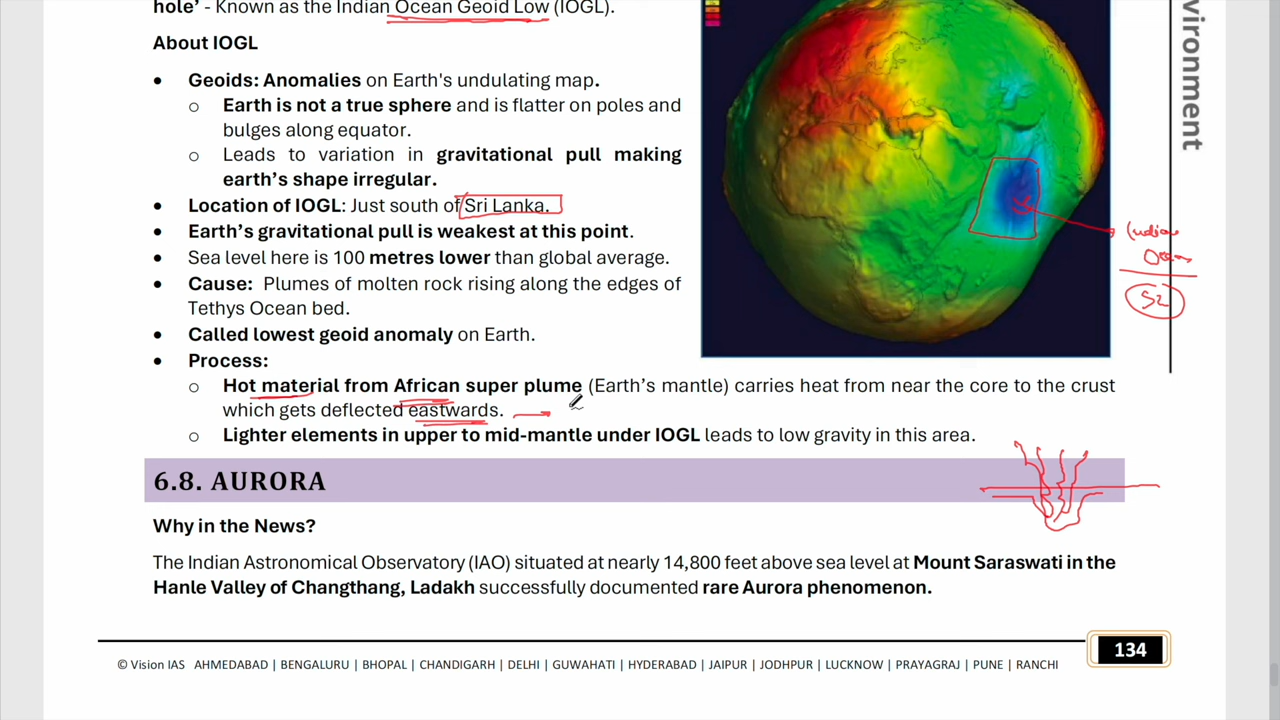 hole' - Known as the Indian Ocean Geoid Low (IOGL).
About IOGL
• Geoids: Anomalies on Earth's undulating map.
o Earth is not a true sphere and is flatter on poles and
bulges along equator.
o Leads to variation in gravitational pull making
earth's shape irregular.
• Location of IOGL: Just south of Sri Lanka.
• Earth's gravitational pull is weakest at this point.
• Sea level here is 100 metres lower than global average.
• Cause: Plumes of molten rock rising along the edges of
Tethys Ocean bed.
• Called lowest geoid anomaly on Earth.
• Process:
o Hot material from African super plume (Earth's mantle) carries heat from near the core to the crust
which gets deflected eastwards.
o Lighter elements in upper to mid-mantle under IOGL leads to low gravity in this area.
vironment
Indian
Ocean
SL
6.8. AURORA
Why in the News?
The Indian Astronomical Observatory (IAO) situated at nearly 14,800 feet above sea level at Mount Saraswati in the
Hanle Valley of Changthang, Ladakh successfully documented rare Aurora phenomenon.
© Vision IAS AHMEDABAD | BENGALURU | BHOPAL | CHANDIGARH | DELHI | GUWAHATI | HYDERABAD | JAIPUR | JODHPUR | LUCKNOW | PRAYAGRAJ | PUNE | RANCHI
134